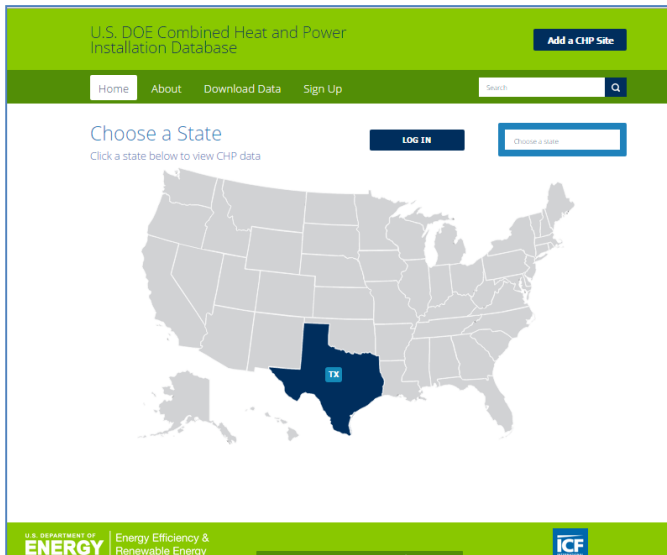 U.S. DOE Combined Heat and Power
Installation Database
Add a CHP Site
Home
About
Download Data
Sign Up
Search
Choose a State
Click a state below to view CHP data
LOG IN
Choose a state
TX
U.S. DEPARTMENT OF
ENERGY
Energy Efficiency &
Renewable Energy
ICF